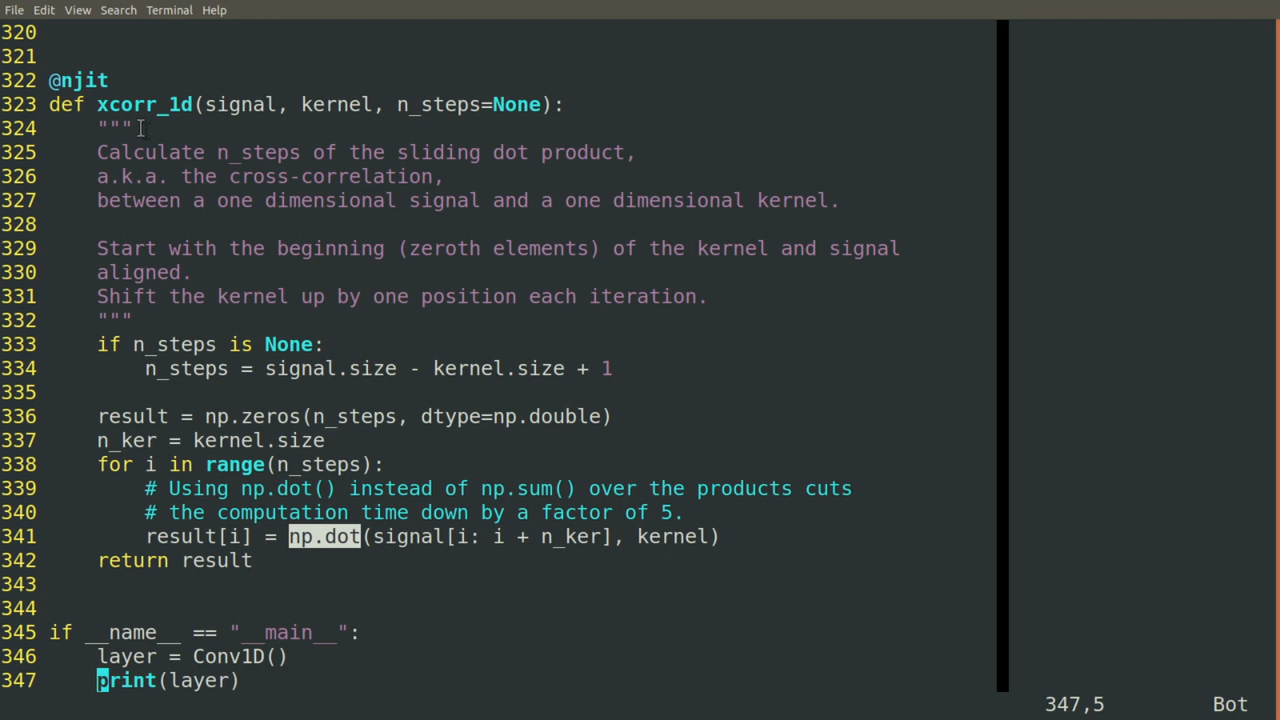 File Edit View Search Terminal Help
320
321
322 @njit
323 def xcorr_1d(signal, kernel, n_steps=None):
324     """
325     Calculate n_steps of the sliding dot product,
326     a.k.a. the cross-correlation,
327     between a one dimensional signal and a one dimensional kernel.
328
329     Start with the beginning (zeroth elements) of the kernel and signal
330     aligned.
331     Shift the kernel up by one position each iteration.
332     """
333     if n_steps is None:
334         n_steps = signal.size - kernel.size + 1
335
336     result = np.zeros(n_steps, dtype=np.double)
337     n_ker = kernel.size
338     for i in range(n_steps):
339         # Using np.dot() instead of np.sum() over the products cuts
340         # the computation time down by a factor of 5.
341         result[i] = np.dot(signal[i: i + n_ker], kernel)
342     return result
343
344
345 if __name__ == "__main__":
346     layer = Conv1D()
347     print(layer)
347,5 Bot